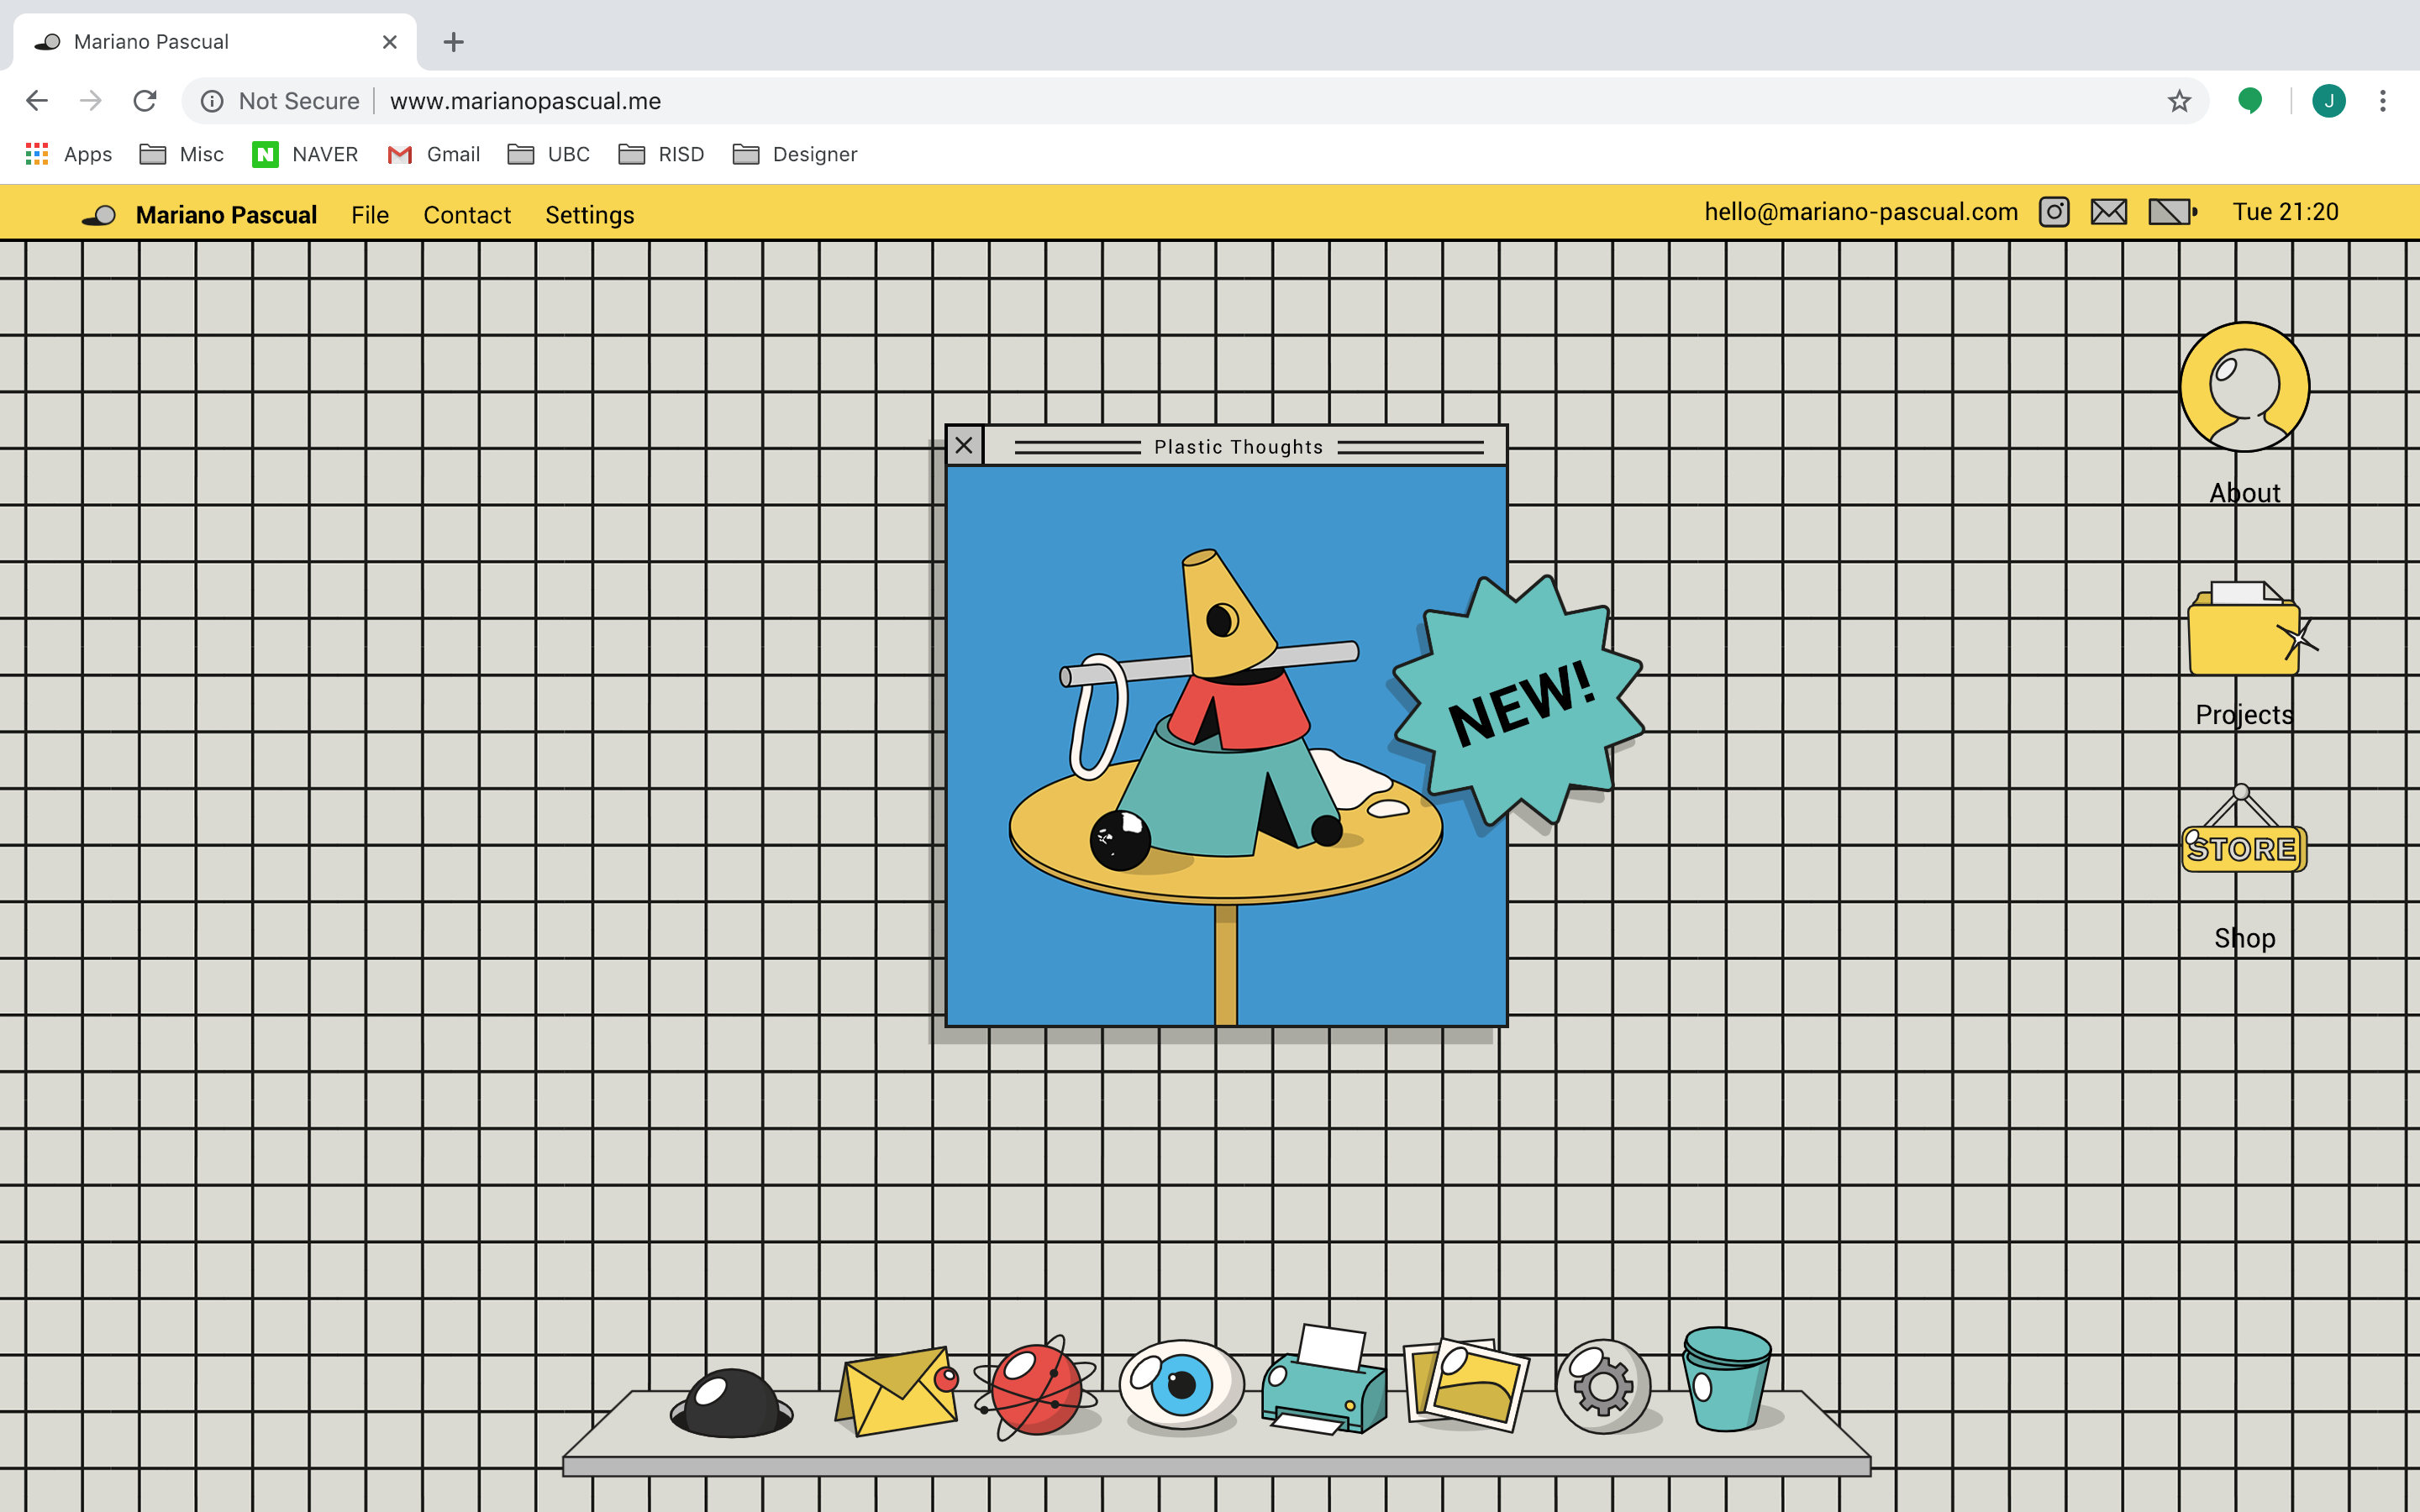 Mariano Pascual
Not Secure www.marianopascual.me
J
Apps Misc NAVER Gmail UBC RISD Designer
Mariano Pascual File Contact Settings hello@mariano-pascual.com Tue 21:20
Plastic Thoughts
NEW!
About
Projects
STORE
Shop